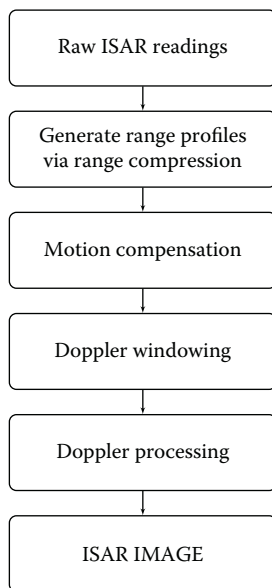 Raw ISAR readings
Generate range profiles
via range compression
Motion compensation
Doppler windowing
Doppler processing
ISAR IMAGE